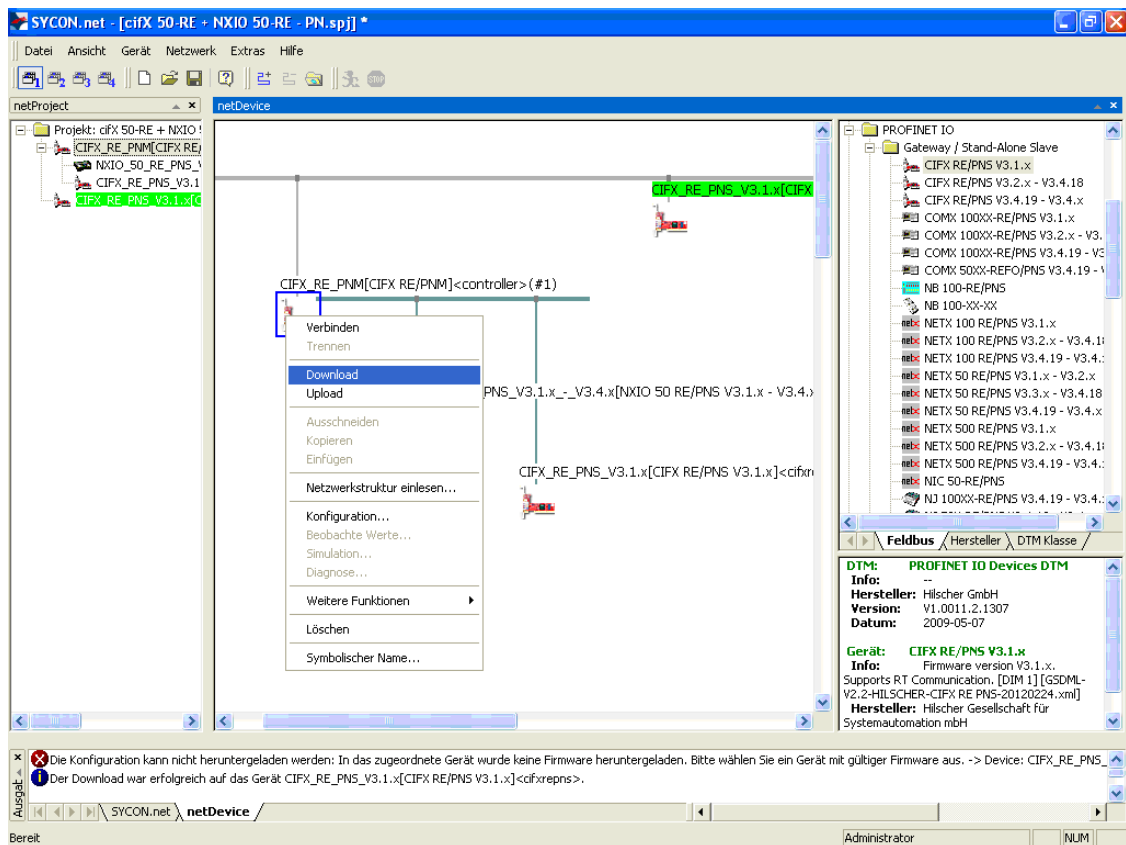 SYCON.net - [cifX 50-RE + NXIO 50-RE - PN.spj] *
Datei Ansicht Gerät Netzwerk Extras Hilfe
netProject
netDevice
Projekt: cifX 50-RE + NXIO
CIFX_RE_PNM[CIFX RE/
NXIO_50_RE_PNS_
CIFX_RE_PNS_V3.1
CIFX_RE_PNS_V3.1.x[C
CIFX_RE_PNS_V3.1.x[CIFX
CIFX_RE_PNM[CIFX RE/PNM]<controller>(#1)
Verbinden
Trennen
Download
Upload
Ausschneiden
Kopieren
Einfügen
Netzwerkstruktur einlesen...
Konfiguration...
Beobachte Werte...
Simulation...
Diagnose...
Weitere Funktionen
Löschen
Symbolischer Name...
PNS_V3.1.x_-_V3.4.x[NXIO 50 RE/PNS V3.1.x - V3.4.x
CIFX_RE_PNS_V3.1.x[CIFX RE/PNS V3.1.x]<cifxr
PROFINET IO
Gateway / Stand-Alone Slave
CIFX RE/PNS V3.1.x
CIFX RE/PNS V3.2.x - V3.4.18
CIFX RE/PNS V3.4.19 - V3.4.x
COMX 100XX-RE/PNS V3.1.x
COMX 100XX-RE/PNS V3.2.x - V3.
COMX 100XX-RE/PNS V3.4.19 - V3
COMX 50XX-REFO/PNS V3.4.19 -
NB 100-RE/PNS
NB 100-XX-XX
NETX 100 RE/PNS V3.1.x
NETX 100 RE/PNS V3.2.x - V3.4.1
NETX 100 RE/PNS V3.4.19 - V3.4.
NETX 50 RE/PNS V3.1.x - V3.2.x
NETX 50 RE/PNS V3.3.x - V3.4.18
NETX 50 RE/PNS V3.4.19 - V3.4.x
NETX 500 RE/PNS V3.1.x
NETX 500 RE/PNS V3.2.x - V3.4.1
NETX 500 RE/PNS V3.4.19 - V3.4.
NIC 50-RE/PNS
NJ 100XX-RE/PNS V3.4.19 - V3.4.
Feldbus Hersteller DTM Klasse
DTM: PROFINET IO Devices DTM
Info: --
Hersteller: Hilscher GmbH
Version: V1.0011.2.1307
Datum: 2009-05-07
Gerät: CIFX RE/PNS V3.1.x
Info: Firmware version V3.1.x.
Supports RT Communication. [DIM 1] [GSDML-
V2.2-HILSCHER-CIFX RE PNS-20120224.xml]
Hersteller: Hilscher Gesellschaft für
Systemautomation mbH
Die Konfiguration kann nicht heruntergeladen werden: In das zugeordnete Gerät wurde keine Firmware heruntergeladen. Bitte wählen Sie ein Gerät mit gültiger Firmware aus. -> Device: CIFX_RE_PNS_
Der Download war erfolgreich auf das Gerät CIFX_RE_PNS_V3.1.x[CIFX RE/PNS V3.1.x]<cifxrepns>.
Ausgat
SYCON.net netDevice
Bereit
Administrator
NUM